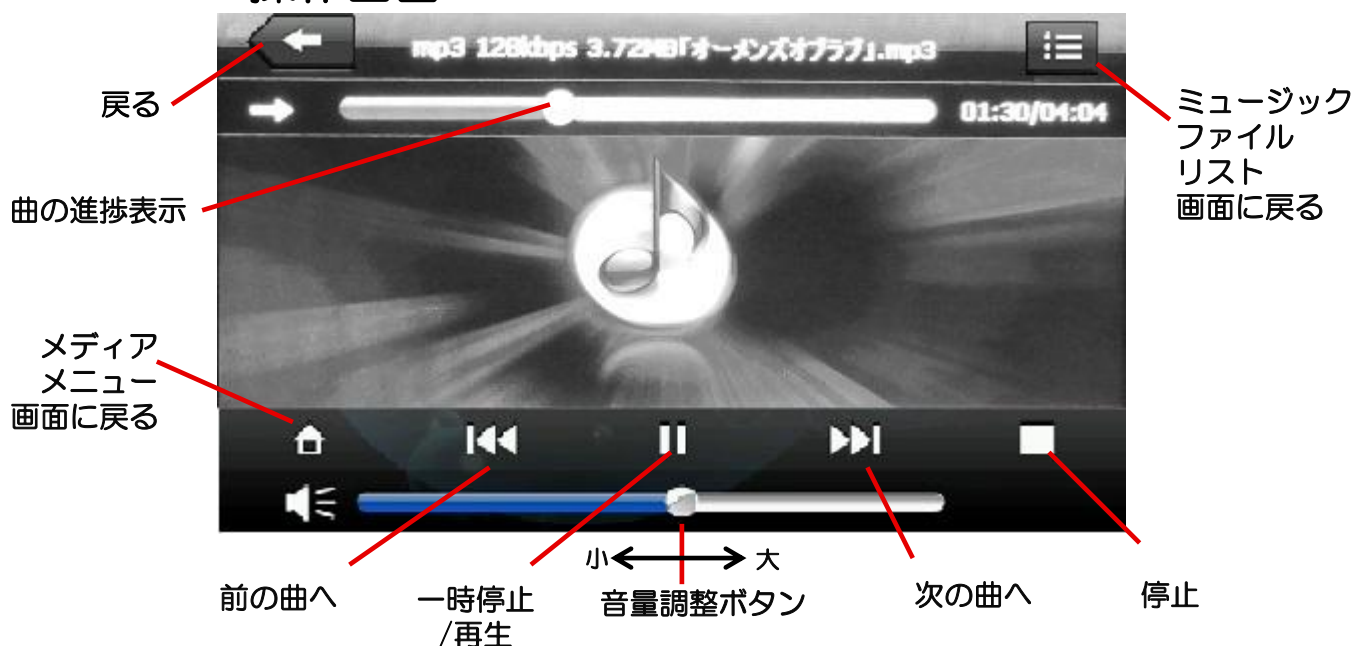 mp3 128kbps 3.72MB「オーメンズオブラブ」.mp3
戻る
01:30/04:04
ミュージック
ファイル
リスト
画面に戻る
曲の進捗表示
メディア
メニュー
画面に戻る
小
大
前の曲へ
一時停止
/再生
音量調整ボタン
次の曲へ
停止